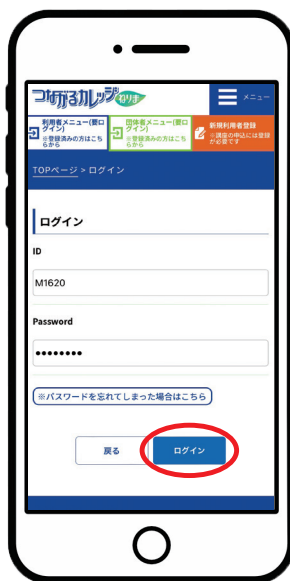 つながるカレッジねりま
メニュー
利用者メニュー(要ロ
グイン)
※登録済みの方はこち
らから
団体者メニュー(要ロ
グイン)
※登録済みの方はこち
らから
新規利用者登録
※講座の申込には登録
が必要です
TOPページ > ログイン
ログイン
ID
M1620
Password
••••••••
※パスワードを忘れてしまった場合はこちら
戻る
ログイン